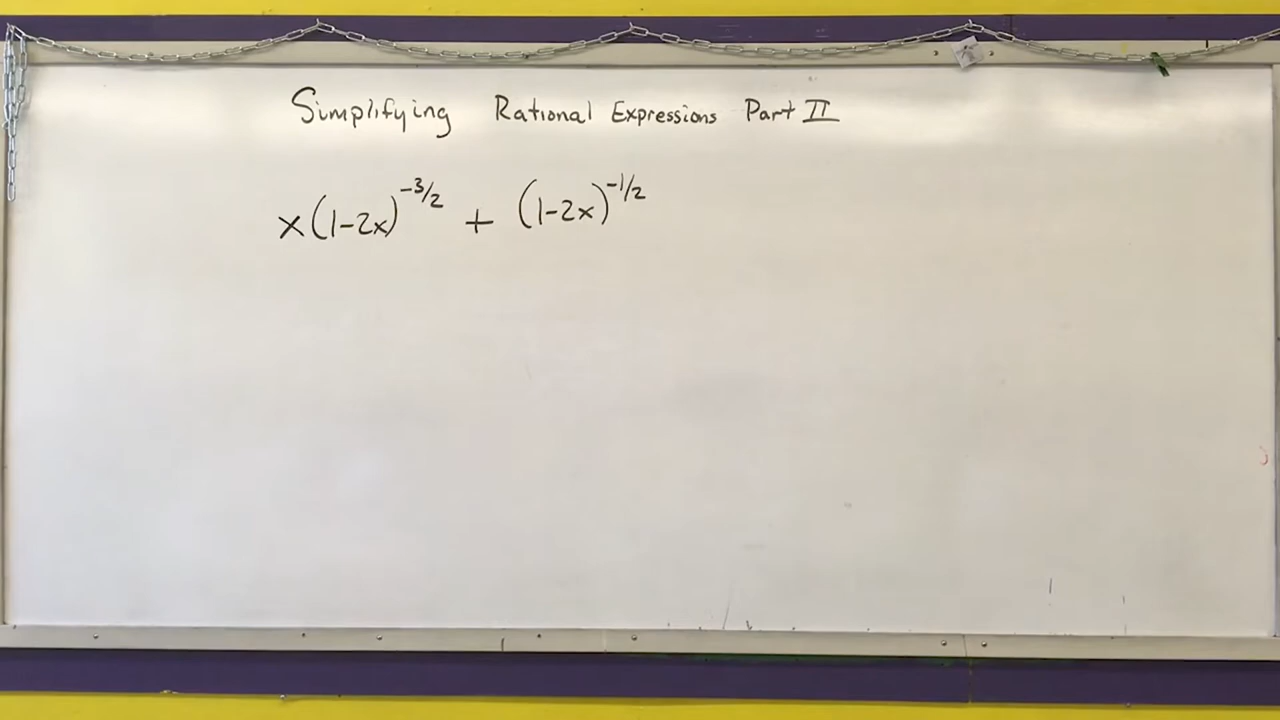 Simplifying Rational Expressions Part II
x(1-2x)^{-3/2} + (1-2x)^{-1/2}